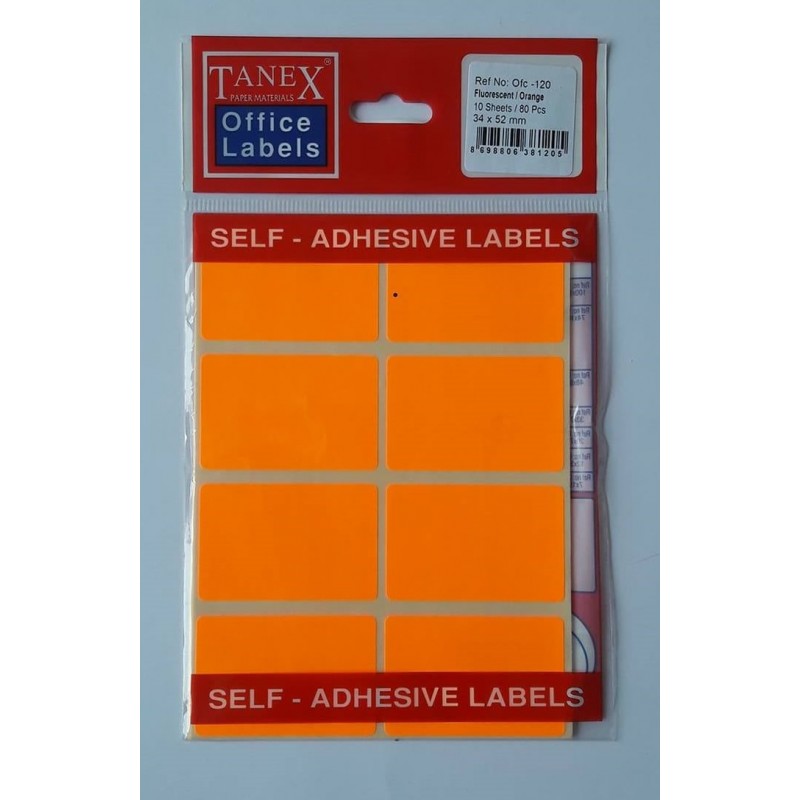 TANEX®
PAPER MATERIALS
Office
Labels
Ref No: Ofc -120
Fluorescent / Orange
10 Sheets / 80 Pcs
34 x 52 mm
8 698806 381205
SELF - ADHESIVE LABELS
SELF - ADHESIVE LABELS